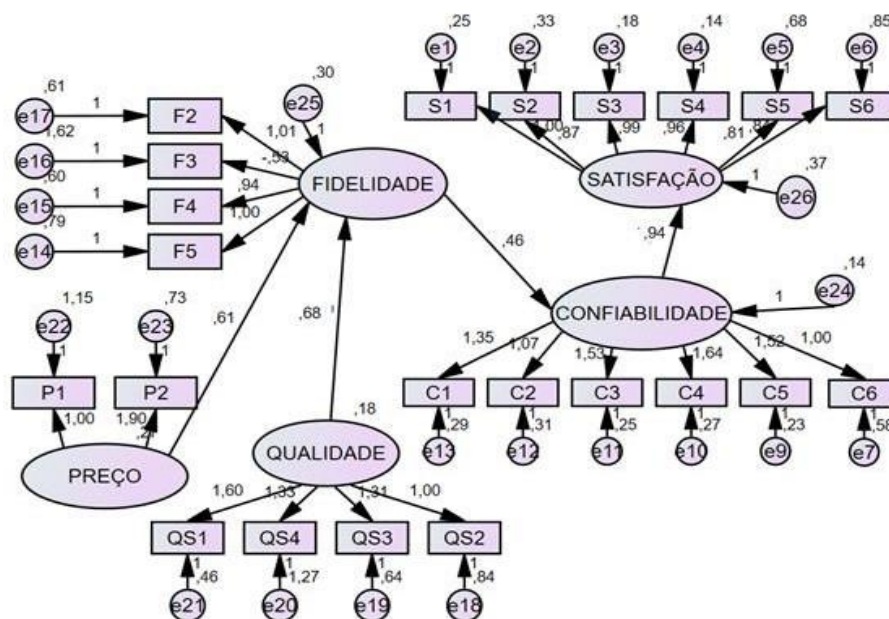 ,25 ,33 ,18 ,14 ,68 ,85
e1 e2 e3 e4 e5 e6
1 1 1 1 1 1
S1 S2 S3 S4 S5 S6
1,00 ,87 ,99 ,96 ,81
SATISFAÇÃO
1 ,37
e26
,61
e17 1 F2
1,62
e16 1 F3
,60
e15 1 F4
,79
e14 1 F5
,30
e25
1
1,01
-,53
,94
1,00
FIDELIDADE
,46
,94
,14
e24
1
CONFIABILIDADE
1,35 1,07 1,53 1,64 1,52 1,00
C1 C2 C3 C4 C5 C6
1 1 1 1 1 1
,29 ,31 ,25 ,27 ,23 ,58
e13 e12 e11 e10 e9 e7
,61
,68
1,15 ,73
e22 e23
1 1
P1 P2
1,00 1,90
PREÇO
,18
QUALIDADE
1,60 1,33 1,31 1,00
QS1 QS4 QS3 QS2
1 1 1 1
,46 1,27 ,64 ,84
e21 e20 e19 e18